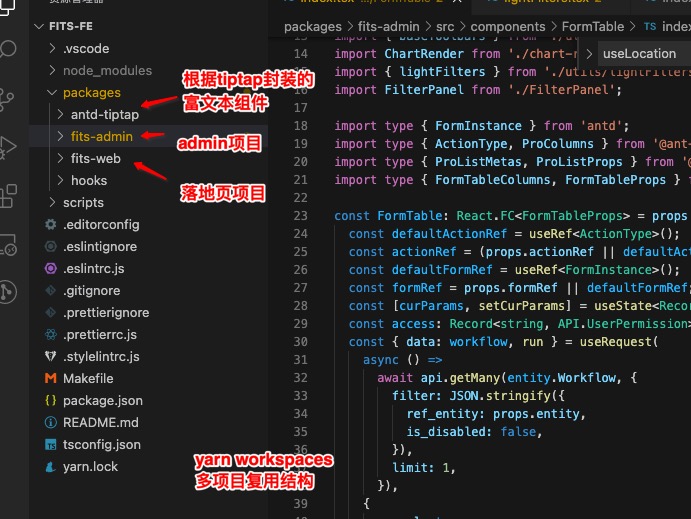 FITS-FE
.vscode
node_modules
packages
antd-tiptap
fits-admin
fits-web
hooks
scripts
.editorconfig
.eslintignore
.eslintrc.js
.gitignore
.prettierignore
.prettierrc.js
.stylelintrc.js
Makefile
package.json
README.md
tsconfig.json
yarn.lock
根据tiptap封装的
富文本组件
admin项目
落地页项目
yarn workspaces
多项目复用结构
packages > fits-admin > src > components > FormTable > TS index
useLocation
14 import ChartRender from './chart-r
15 import { lightFilters } from './utils/lightFilters
16 import FilterPanel from './FilterPanel';
17
18 import type { FormInstance } from 'antd';
19 import type { ActionType, ProColumns } from '@ant-
20 import type { ProListMetas, ProListProps } from '@
21 import type { FormTableColumns, FormTableProps } f
22
23 const FormTable: React.FC<FormTableProps> = props
24 const defaultActionRef = useRef<ActionType>();
25 const actionRef = (props.actionRef || defaultAct
26 const defaultFormRef = useRef<FormInstance>();
27 const formRef = props.formRef || defaultFormRef;
28 const [curParams, setCurParams] = useState<Reco
29 const access: Record<string, API.UserPermission>
30 const { data: workflow, run } = useRequest(
31 async () =>
32 await api.getMany(entity.Workflow, {
33 filter: JSON.stringify({
34 ref_entity: props.entity,
35 is_disabled: false,
36 }),
37 limit: 1,
38 }),
39 {